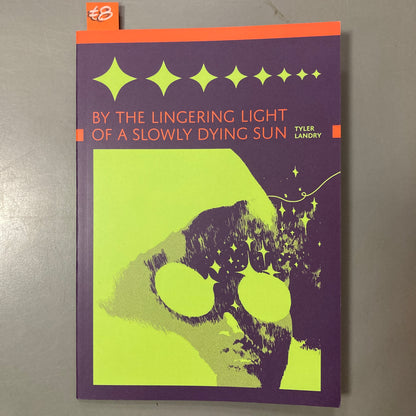 €8
BY THE LINGERING LIGHT
OF A SLOWLY DYING SUN
TYLER
LANDRY